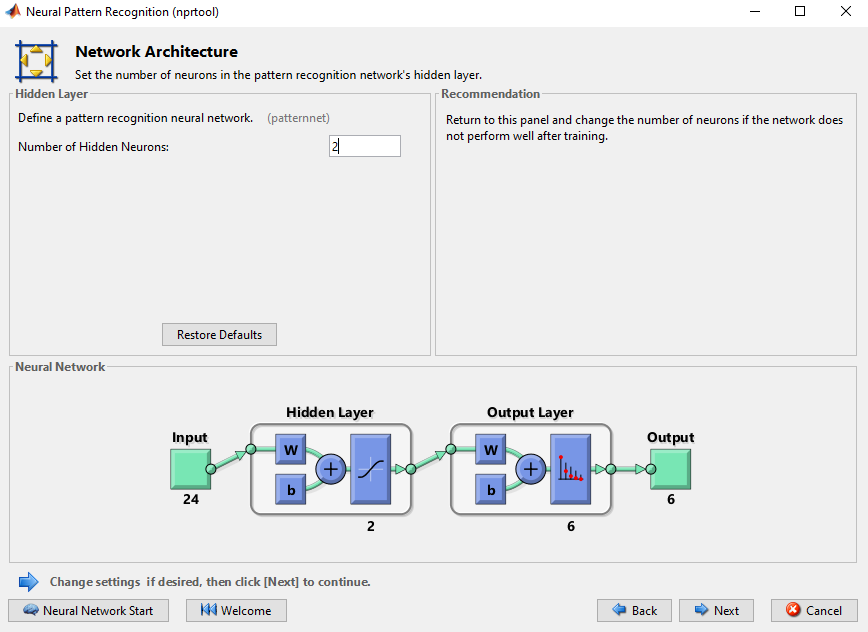 Neural Pattern Recognition (nprtool)
Network Architecture
Set the number of neurons in the pattern recognition network's hidden layer.
Hidden Layer
Define a pattern recognition neural network. (patternnet)
Number of Hidden Neurons: 2
Restore Defaults
Recommendation
Return to this panel and change the number of neurons if the network does
not perform well after training.
Neural Network
Hidden Layer Output Layer
Input Output
W W
b b
24 6
2 6
Change settings if desired, then click [Next] to continue.
Neural Network Start Welcome Back Next Cancel